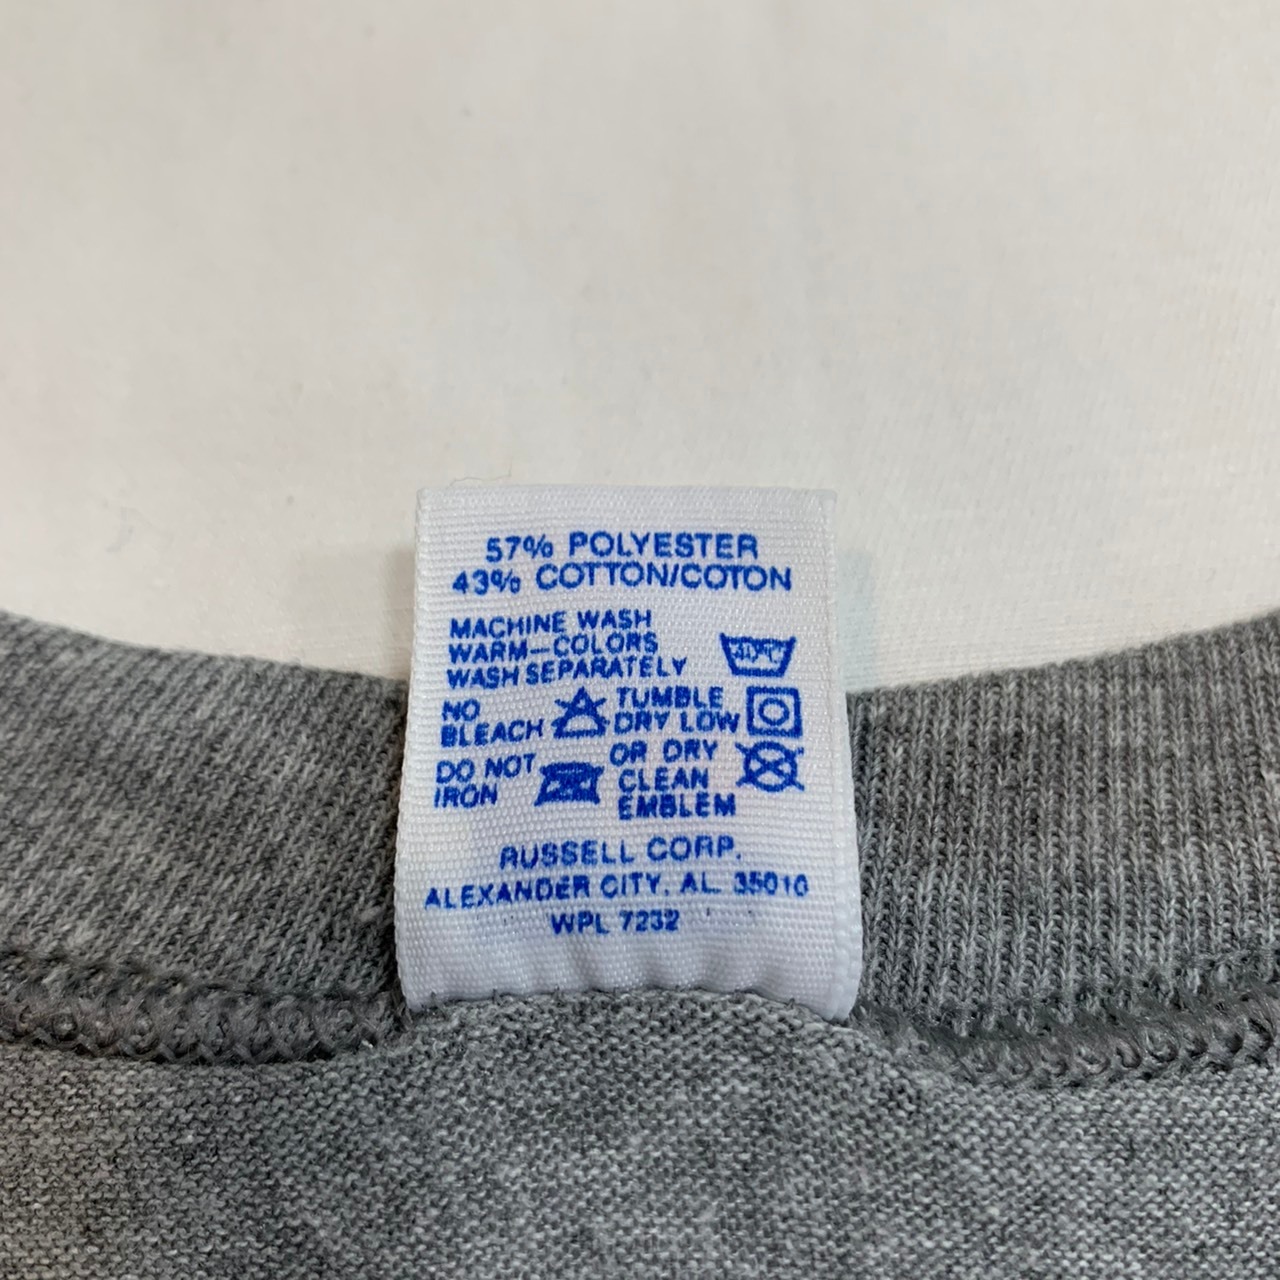 57% POLYESTER
43% COTTON/COTON
MACHINE WASH
WARM-COLORS
WASH SEPARATELY
40°C
NO
BLEACH
TUMBLE
DRY LOW
DO NOT
IRON
OR DRY
CLEAN
EMBLEM
RUSSELL CORP.
ALEXANDER CITY, AL. 35010
WPL 7232